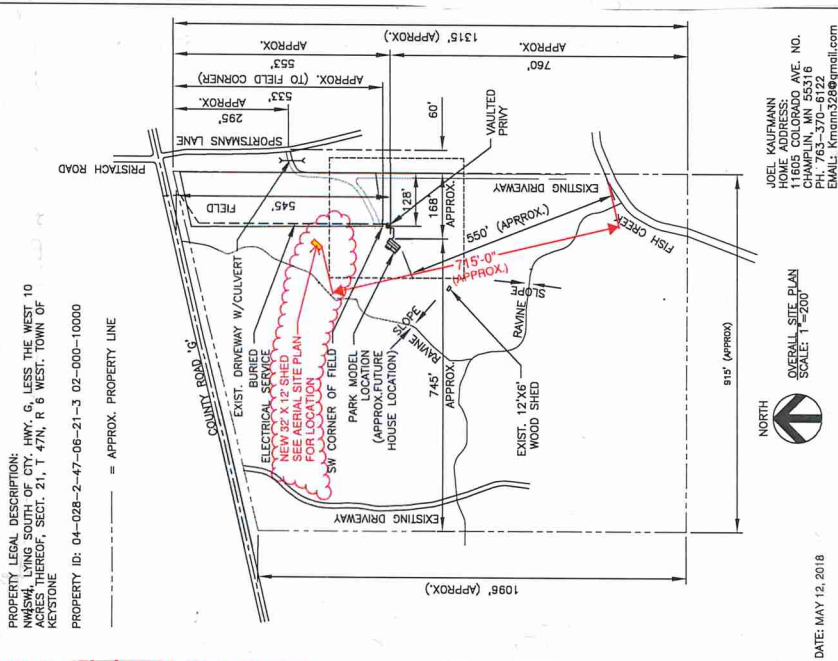 PROPERTY LEGAL DESCRIPTION:
NW¼SW¼, LYING SOUTH OF CTY. HWY. G, LESS THE WEST 10
ACRES THEREOF, SECT. 21, T 47N, R 6 WEST. TOWN OF
KEYSTONE
PROPERTY ID: 04-028-2-47-06-21-3 02-000-10000
= APPROX. PROPERTY LINE
COUNTY ROAD 'G'
PRISTACH ROAD
SPORTSMANS LANE
295'
APPROX.
533'
APPROX. (TO FIELD CORNER)
553'
APPROX.
1315' (APPROX.)
760'
APPROX.
60'
VAULTED
PRIVY
545'
FIELD
128'
168'
APPROX.
EXISTING DRIVEWAY
550' (APRROX.)
715'-0"
(APPROX.)
FISH CREEK
EXIST. DRIVEWAY W/CULVERT
BURIED
ELECTRICAL SERVICE
NEW 32' X 12' SHED
SEE AERIAL SITE PLAN
FOR LOCATION
SW CORNER OF FIELD
PARK MODEL
LOCATION
(APPROX.FUTURE
HOUSE LOCATION)
SLOPE
RAVINE
SLOPE
RAVINE
745'
APPROX.
EXIST. 12'X6'
WOOD SHED
EXISTING DRIVEWAY
1096' (APPROX.)
915' (APPROX)
NORTH
OVERALL SITE PLAN
SCALE: 1"=200'
DATE: MAY 12, 2018
JOEL KAUFMANN
HOME ADDRESS:
11605 COLORADO AVE. NO.
CHAMPLIN, MN 55316
PH. 763-370-6122
EMAIL: Kmann328@gmail.com